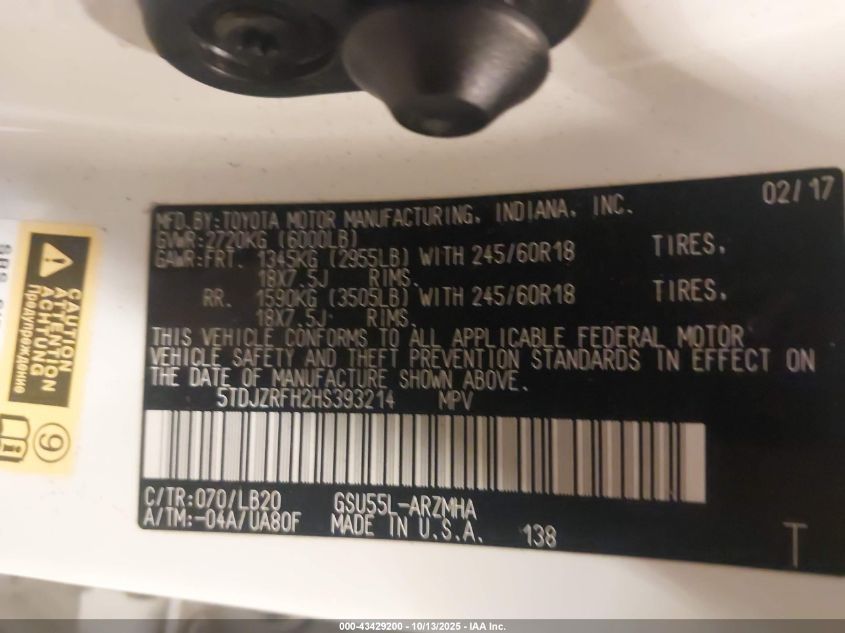 02/17
MFD.BY:TOYOTA MOTOR MANUFACTURING, INDIANA, INC.
GVWR:2720KG (6000LB)
GAWR:FRT. 1345KG (2955LB) WITH 245/60R18 TIRES,
18X7.5J RIMS.
RR. 1590KG (3505LB) WITH 245/60R18 TIRES,
18X7.5J: RIMS.
THIS VEHICLE CONFORMS TO ALL APPLICABLE FEDERAL MOTOR
VEHICLE SAFETY AND THEFT PREVENTION STANDARDS IN EFFECT ON
THE DATE OF MANUFACTURE SHOWN ABOVE.
5TDJZRFH2HS393214 MPV
C/TR:070/LB20 GSU55L-ARZMHA
A/TM:-04A/UA80F MADE IN U.S.A. 138
T
CAUTION
ATTENTION
ACHTUNG
Предупреждение
9
000-43429200 - 10/13/2025 - IAA Inc.